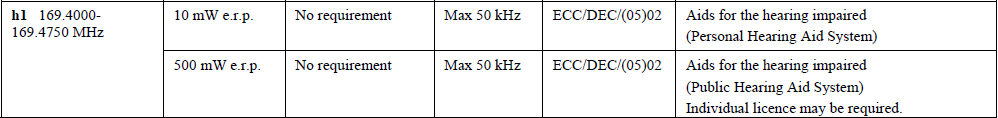 h1 169.4000-
169.4750 MHz
10 mW e.r.p.
No requirement
Max 50 kHz
ECC/DEC/(05)02
Aids for the hearing impaired
(Personal Hearing Aid System)
500 mW e.r.p.
No requirement
Max 50 kHz
ECC/DEC/(05)02
Aids for the hearing impaired
(Public Hearing Aid System)
Individual licence may be required.